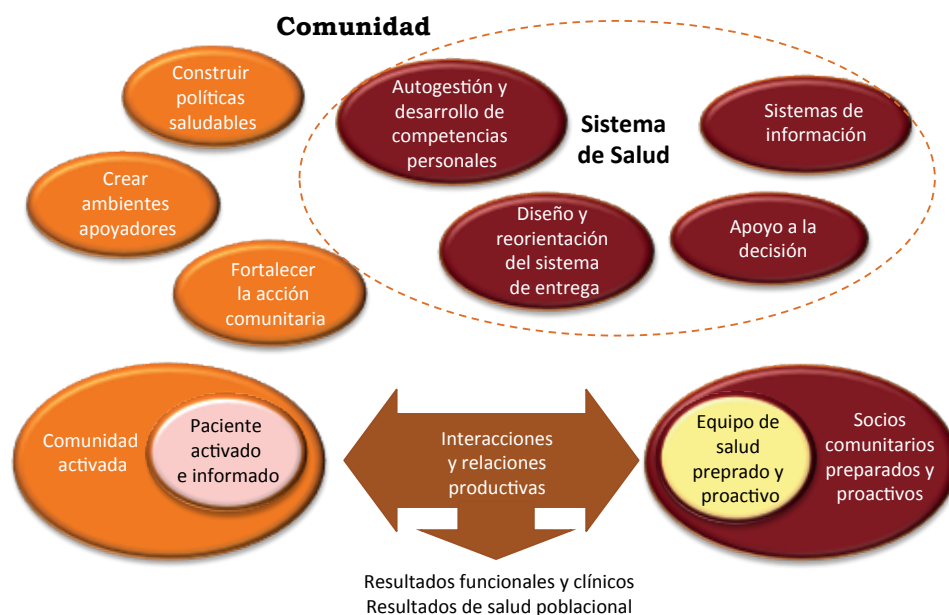 Comunidad
Construir
políticas
saludables
Crear
ambientes
apoyadores
Fortalecer
la acción
comunitaria
Autogestión y
desarrollo de
competencias
personales
Sistema
de Salud
Sistemas de
información
Diseño y
reorientación
del sistema
de entrega
Apoyo a la
decisión
Comunidad
activada
Paciente
activado
e informado
Interacciones
y relaciones
productivas
Equipo de
salud
preprado y
proactivo
Socios
comunitarios
preparados y
proactivos
Resultados funcionales y clínicos
Resultados de salud poblacional